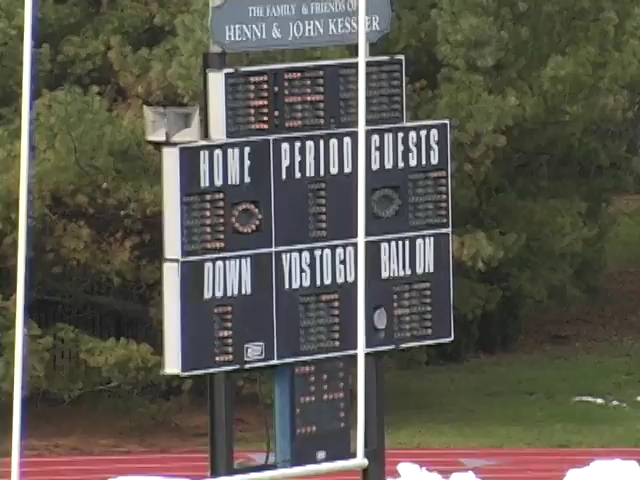 THE FAMILY & FRIENDS OF
HENNI & JOHN KESSLER
HOME PERIOD GUESTS
DOWN YDS TO GO BALL ON